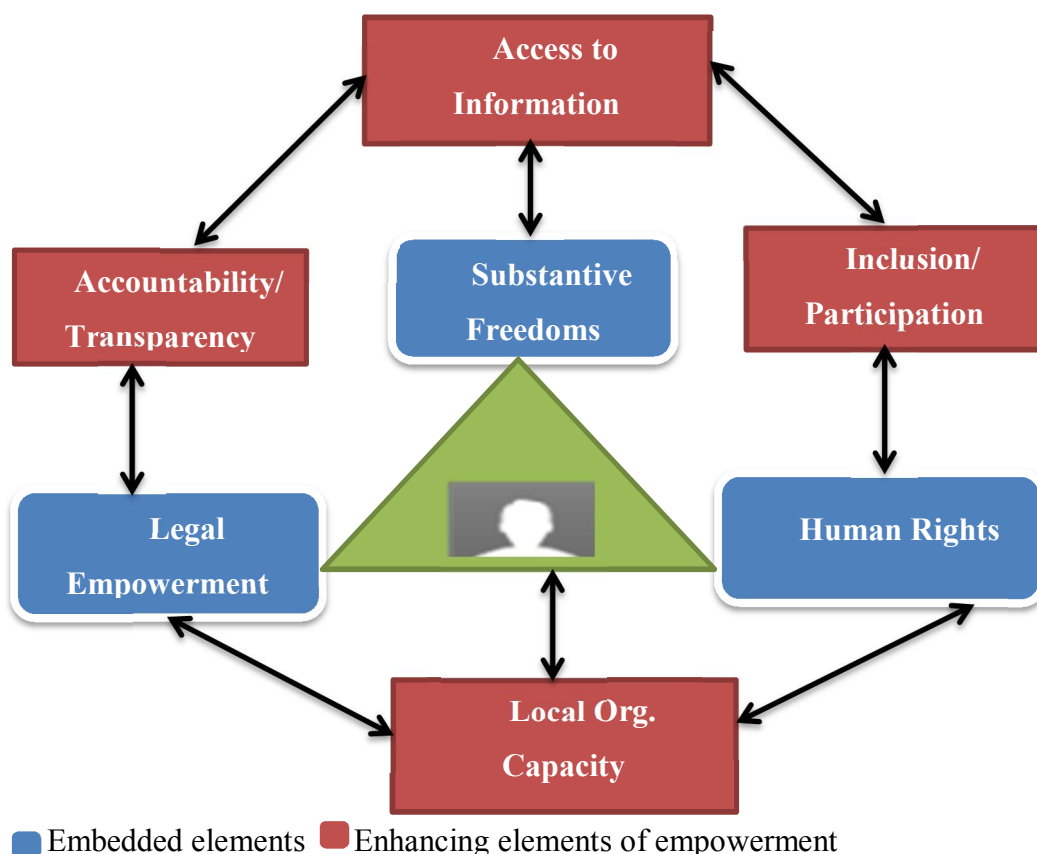 Access to
Information
Accountability/
Transparency
Substantive
Freedoms
Inclusion/
Participation
Legal
Empowerment
Human Rights
Local Org.
Capacity
Embedded elements Enhancing elements of empowerment